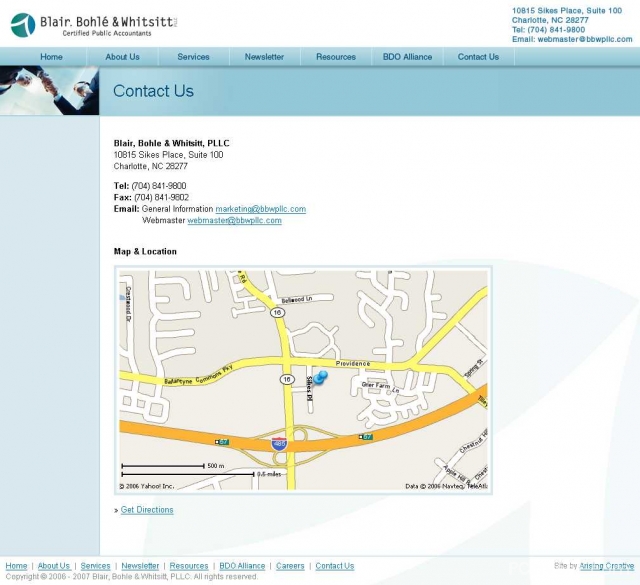 Blair, Bohlé & Whitsitt PLLC
Certified Public Accountants
10815 Sikes Place, Suite 100
Charlotte, NC 28277
Tel: (704) 841-9800
Email: webmaster@bbwpllc.com
Home About Us Services Newsletter Resources BDO Alliance Contact Us
Contact Us
Blair, Bohle & Whitsitt, PLLC
10815 Sikes Place, Suite 100
Charlotte, NC 28277
Tel: (704) 841-9800
Fax: (704) 841-9802
Email: General Information marketing@bbwpllc.com
Webmaster webmaster@bbwpllc.com
Map & Location
Crestwood Dr
Bellwood Ln
16
Providence
Ballantyne Commons Pky
16
Sikes Pl
Grier Farm Ln
Spring St
67
485
67
Chestnut Hill
Apple Hill
500 m
0.5 miles
© 2006 Yahoo! Inc.
Data © 2006 Navteq, TeleAtla
> Get Directions
Home | About Us | Services | Newsletter | Resources | BDO Alliance | Careers | Contact Us
Site by Arising Creative
Copyright © 2006 - 2007 Blair, Bohle & Whitsitt, PLLC. All rights reserved.